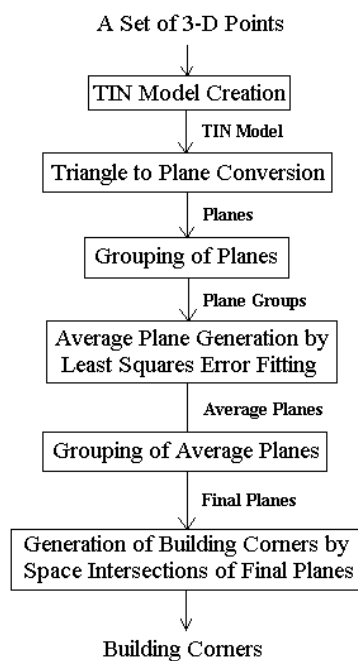 A Set of 3-D Points
TIN Model Creation
TIN Model
Triangle to Plane Conversion
Planes
Grouping of Planes
Plane Groups
Average Plane Generation by
Least Squares Error Fitting
Average Planes
Grouping of Average Planes
Final Planes
Generation of Building Corners by
Space Intersections of Final Planes
Building Corners